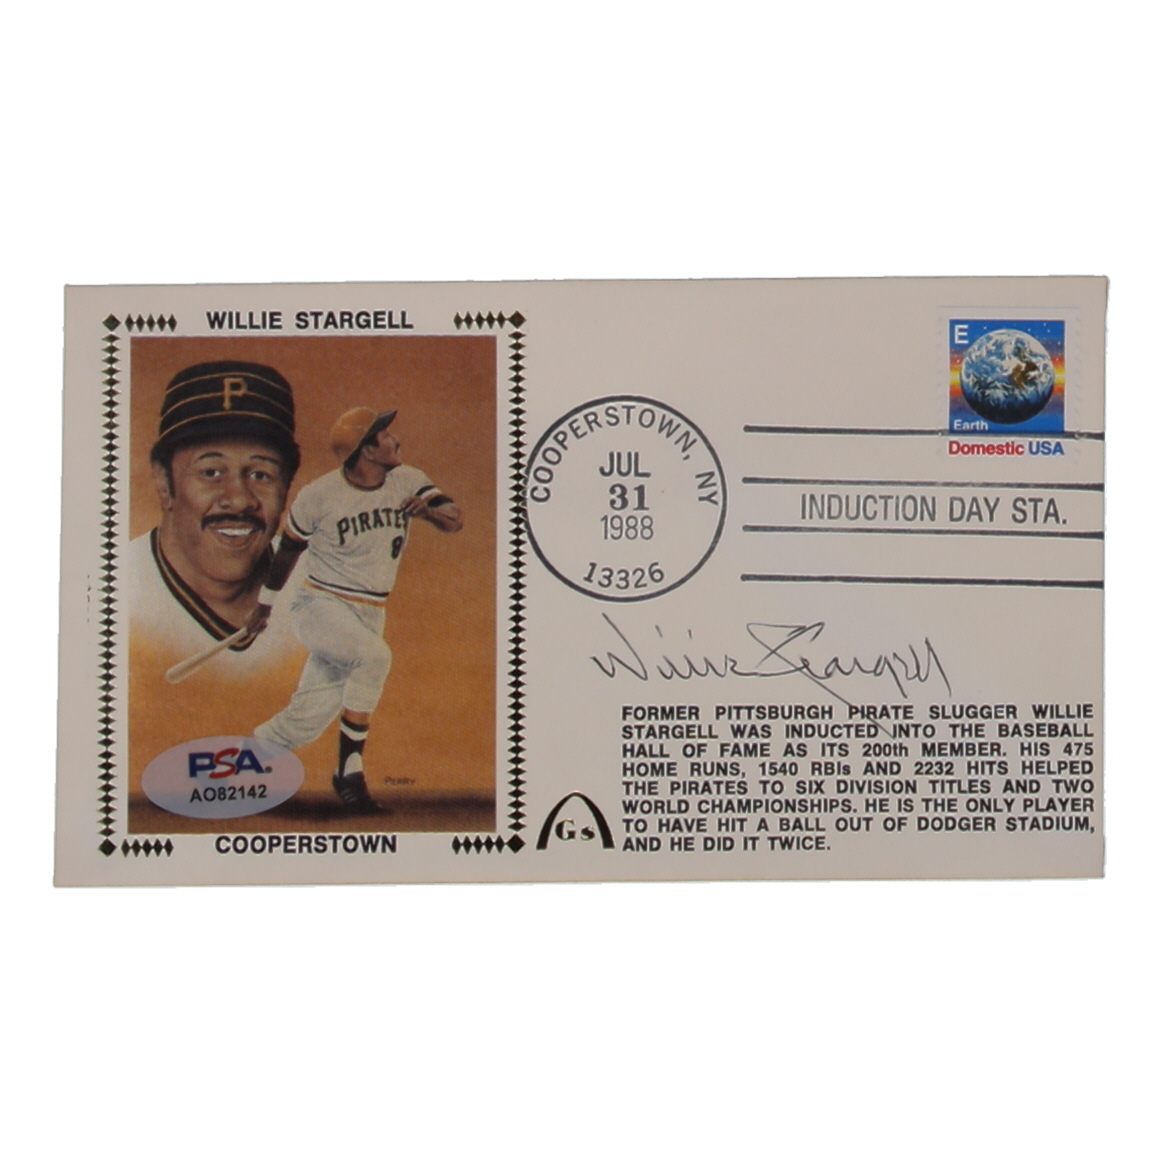 WILLIE STARGELL
P
PIRATES
8
PERRY
PSA.
AO82142
COOPERSTOWN
E
Earth
Domestic USA
COOPERSTOWN, NY
JUL
31
1988
13326
INDUCTION DAY STA.
Willie Stargell
FORMER PITTSBURGH PIRATE SLUGGER WILLIE
STARGELL WAS INDUCTED INTO THE BASEBALL
HALL OF FAME AS ITS 200th MEMBER. HIS 475
HOME RUNS, 1540 RBIs AND 2232 HITS HELPED
THE PIRATES TO SIX DIVISION TITLES AND TWO
WORLD CHAMPIONSHIPS. HE IS THE ONLY PLAYER
TO HAVE HIT A BALL OUT OF DODGER STADIUM,
AND HE DID IT TWICE.
Gs